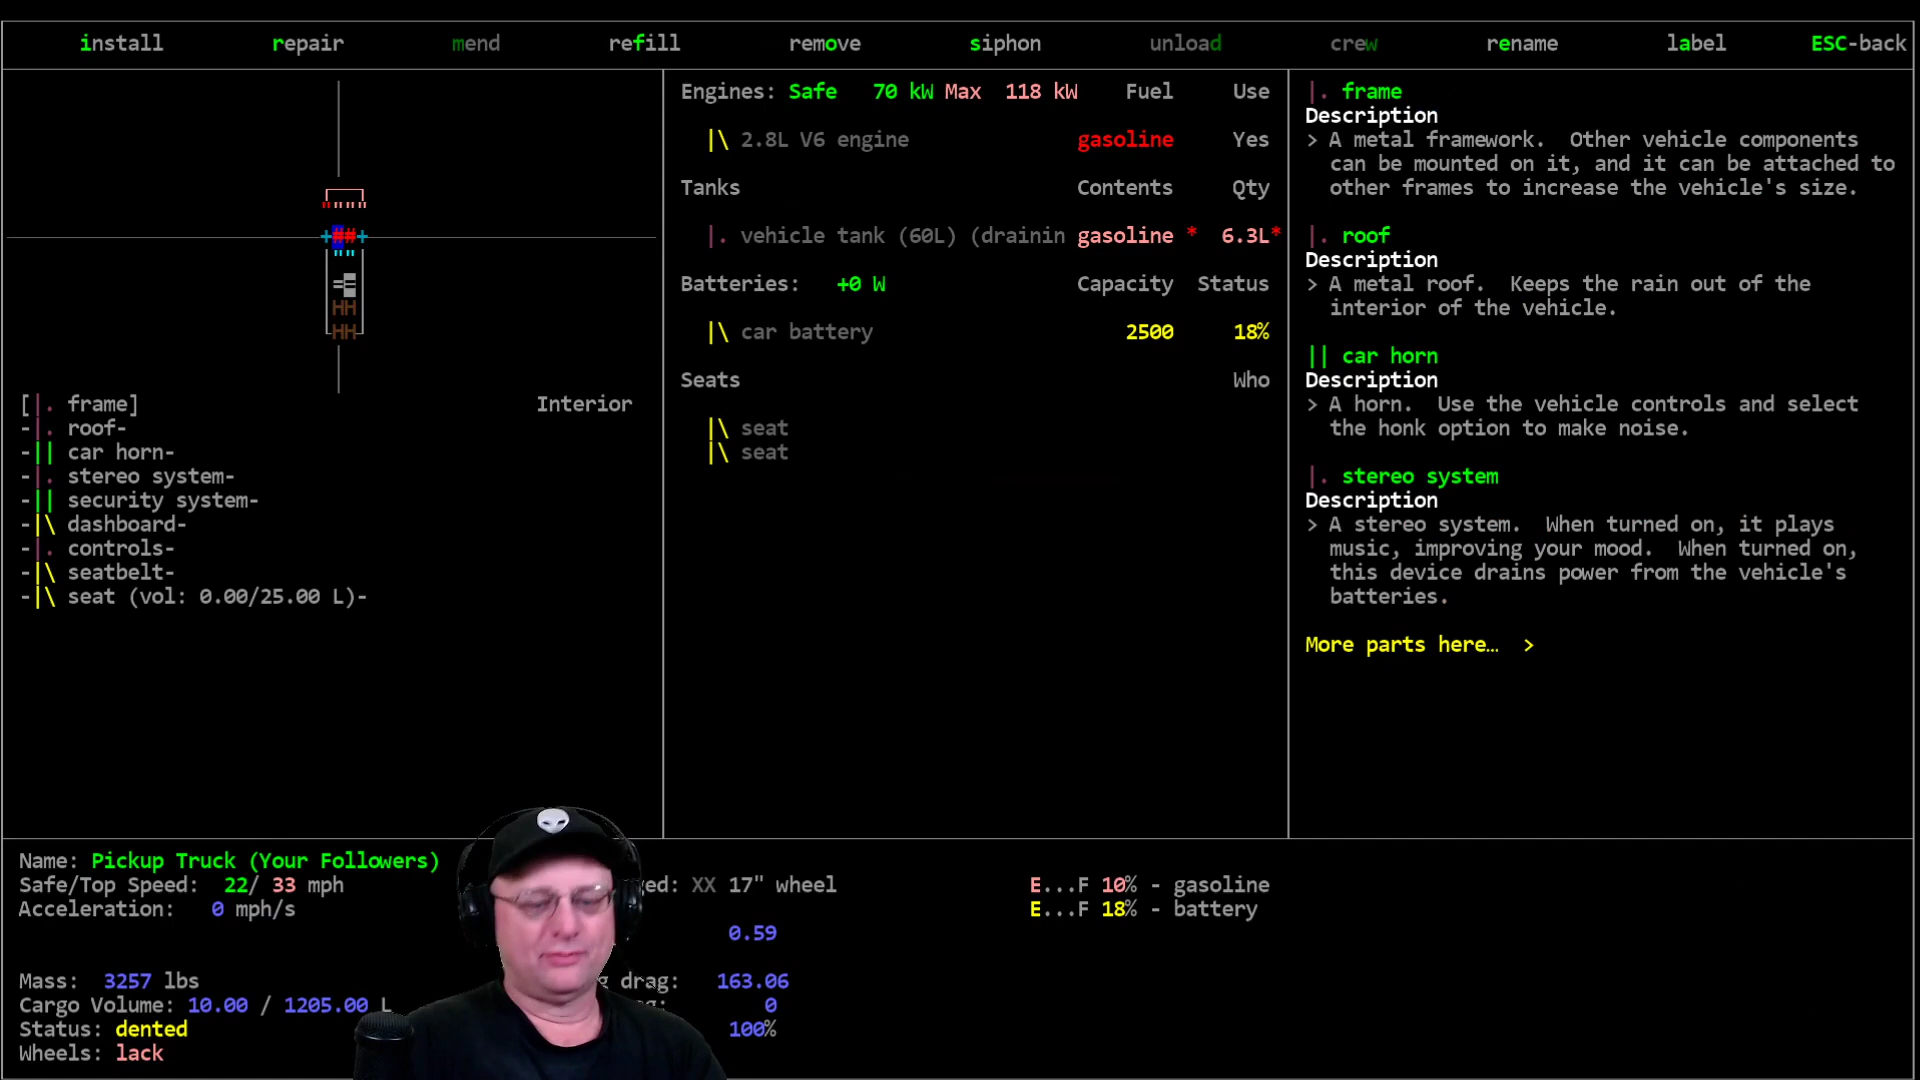 install repair mend refill remove siphon unload crew rename label ESC-back
[|. frame] Interior
-|. roof-
-|| car horn-
-|. stereo system-
-|| security system-
-|\ dashboard-
-|. controls-
-|\ seatbelt-
-|\ seat (vol: 0.00/25.00 L)-
Engines: Safe 70 kW Max 118 kW Fuel Use
|\ 2.8L V6 engine gasoline Yes
Tanks Contents Qty
|. vehicle tank (60L) (drainin gasoline * 6.3L*
Batteries: +0 W Capacity Status
|\ car battery 2500 18%
Seats Who
|\ seat
|\ seat
|. frame
Description
> A metal framework. Other vehicle components
can be mounted on it, and it can be attached to
other frames to increase the vehicle's size.
|. roof
Description
> A metal roof. Keeps the rain out of the
interior of the vehicle.
|| car horn
Description
> A horn. Use the vehicle controls and select
the honk option to make noise.
|. stereo system
Description
> A stereo system. When turned on, it plays
music, improving your mood. When turned on,
this device drains power from the vehicle's
batteries.
More parts here… >
Name: Pickup Truck (Your Followers)
Safe/Top Speed: 22/ 33 mph
Acceleration: 0 mph/s
Mass: 3257 lbs
Cargo Volume: 10.00 / 1205.00 L
Status: dented
Wheels: lack
ged: XX 17" wheel
0.59
g drag: 163.06
0
100%
E...F 10% - gasoline
E...F 18% - battery